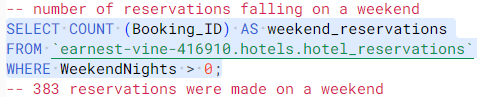 -- number of reservations falling on a weekend
SELECT COUNT (Booking_ID) AS weekend_reservations
FROM `earnest-vine-416910.hotels.hotel_reservations`
WHERE WeekendNights > 0;
-- 383 reservations were made on a weekend